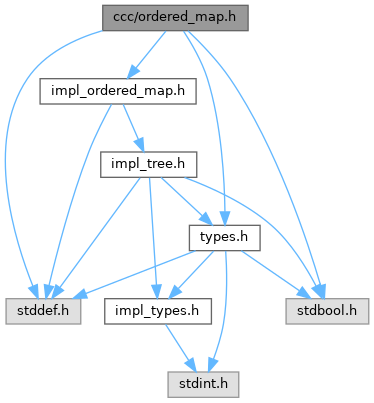 ccc/ordered_map.h
impl_ordered_map.h
impl_tree.h
types.h
stddef.h
impl_types.h
stdbool.h
stdint.h